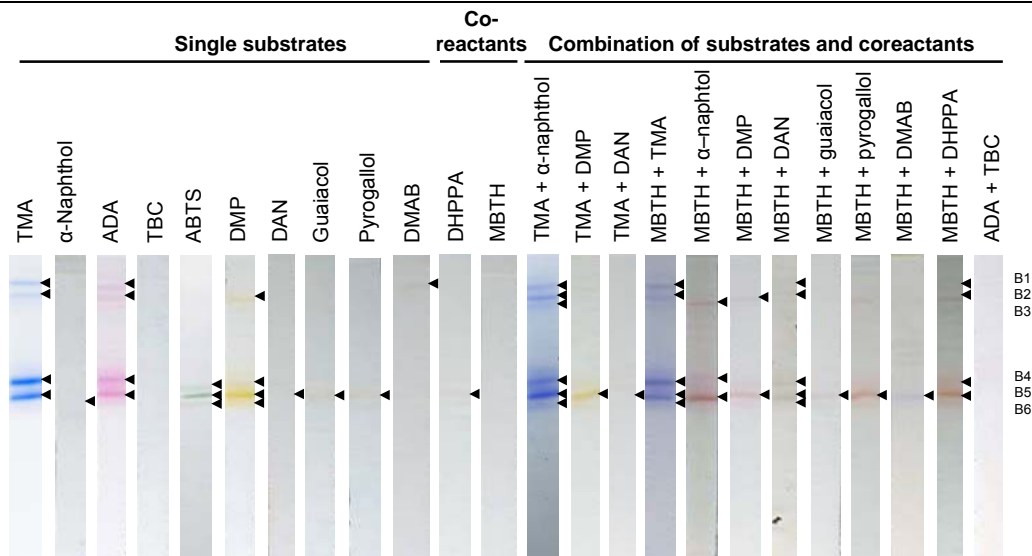 Co-
Single substrates
reactants
Combination of substrates and coreactants
TMA
α-Naphthol
ADA
TBC
ABTS
DMP
DAN
Guaiacol
Pyrogallol
DMAB
DHPPA
MBTH
TMA + α-naphthol
TMA + DMP
TMA + DAN
MBTH + TMA
MBTH + α–naphtol
MBTH + DMP
MBTH + DAN
MBTH + guaiacol
MBTH + pyrogallol
MBTH + DMAB
MBTH + DHPPA
ADA + TBC
B1
B2
B3
B4
B5
B6